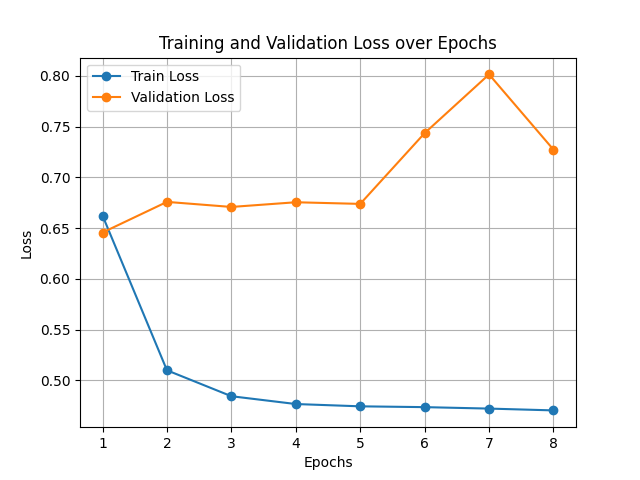 Training and Validation Loss over Epochs
Train Loss
Validation Loss
0.80
0.75
0.70
0.65
0.60
0.55
0.50
Loss
1 2 3 4 5 6 7 8
Epochs